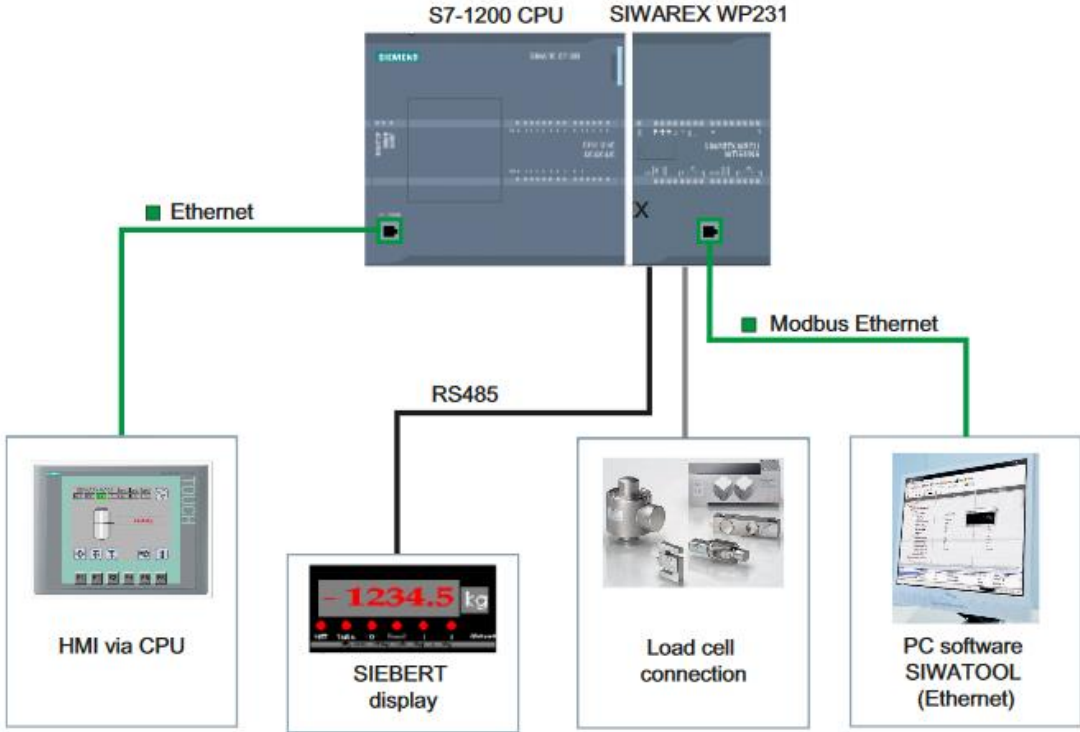 S7-1200 CPU
SIWAREX WP231
SIEMENS
X
Ethernet
Modbus Ethernet
RS485
TOUCH
HMI via CPU
- 1234.5 kg
SIEBERT
display
Load cell
connection
PC software
SIWATOOL
(Ethernet)